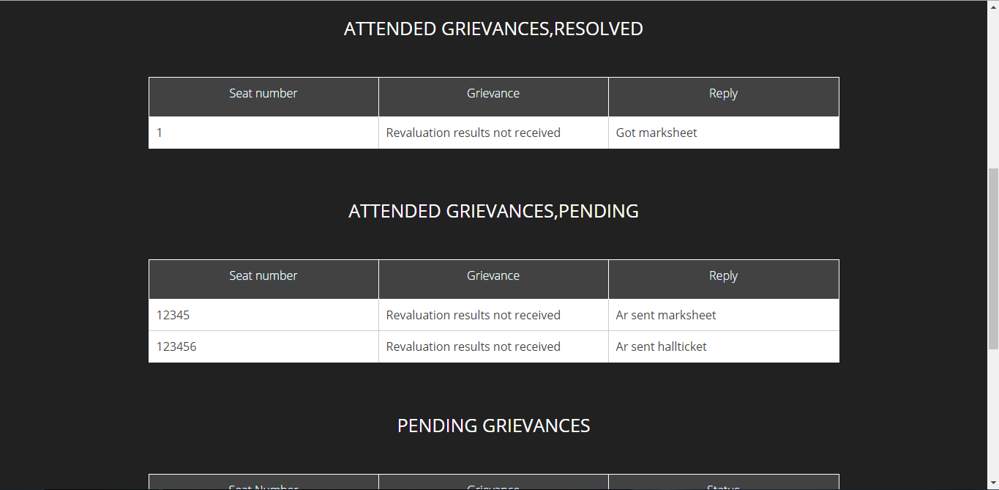 ATTENDED GRIEVANCES,RESOLVED
Seat number Grievance Reply
1 Revaluation results not received Got marksheet
ATTENDED GRIEVANCES,PENDING
Seat number Grievance Reply
12345 Revaluation results not received Ar sent marksheet
123456 Revaluation results not received Ar sent hallticket
PENDING GRIEVANCES
Seat Number Grievance Status